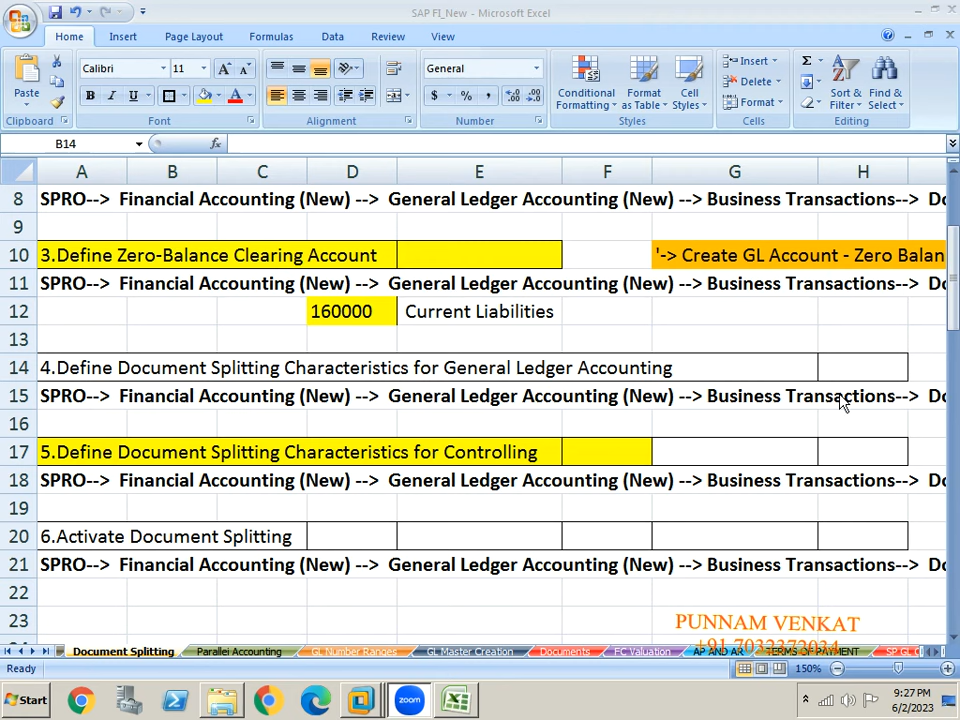 SAP FI_New - Microsoft Excel
Home Insert Page Layout Formulas Data Review View
Calibri 11 General
Paste B I U $ % , Conditional Formatting Format as Table Cell Styles Insert Delete Format Sort & Filter Find & Select
Clipboard Font Alignment Number Styles Cells Editing
B14 fx
A B C D E F G H
8 SPRO--> Financial Accounting (New) --> General Ledger Accounting (New) --> Business Transactions--> Do
9
10 3.Define Zero-Balance Clearing Account '-> Create GL Account - Zero Balan
11 SPRO--> Financial Accounting (New) --> General Ledger Accounting (New) --> Business Transactions--> Do
12 160000 Current Liabilities
13
14 4.Define Document Splitting Characteristics for General Ledger Accounting
15 SPRO--> Financial Accounting (New) --> General Ledger Accounting (New) --> Business Transactions--> Do
16
17 5.Define Document Splitting Characteristics for Controlling
18 SPRO--> Financial Accounting (New) --> General Ledger Accounting (New) --> Business Transactions--> Do
19
20 6.Activate Document Splitting
21 SPRO--> Financial Accounting (New) --> General Ledger Accounting (New) --> Business Transactions--> Do
22
23 PUNNAM VENKAT
Document Splitting Parallel Accounting GL Number Ranges GL Master Creation Documents FC Valuation AP AND AR TERMS OF PAYMENT SP GL
Ready 150%
Start zoom 9:27 PM
6/2/2023